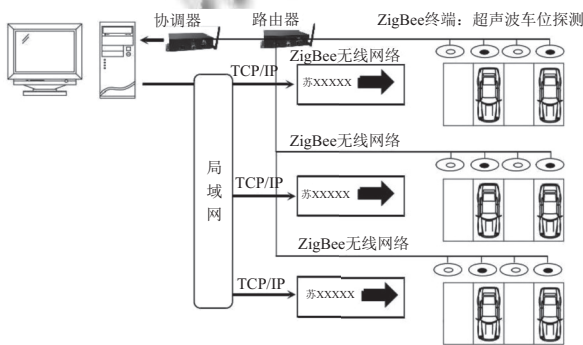 协调器
路由器
ZigBee终端：超声波车位探测
ZigBee无线网络
TCP/IP
苏XXXXX
ZigBee无线网络
局域网
TCP/IP
苏XXXXX
ZigBee无线网络
TCP/IP
苏XXXXX